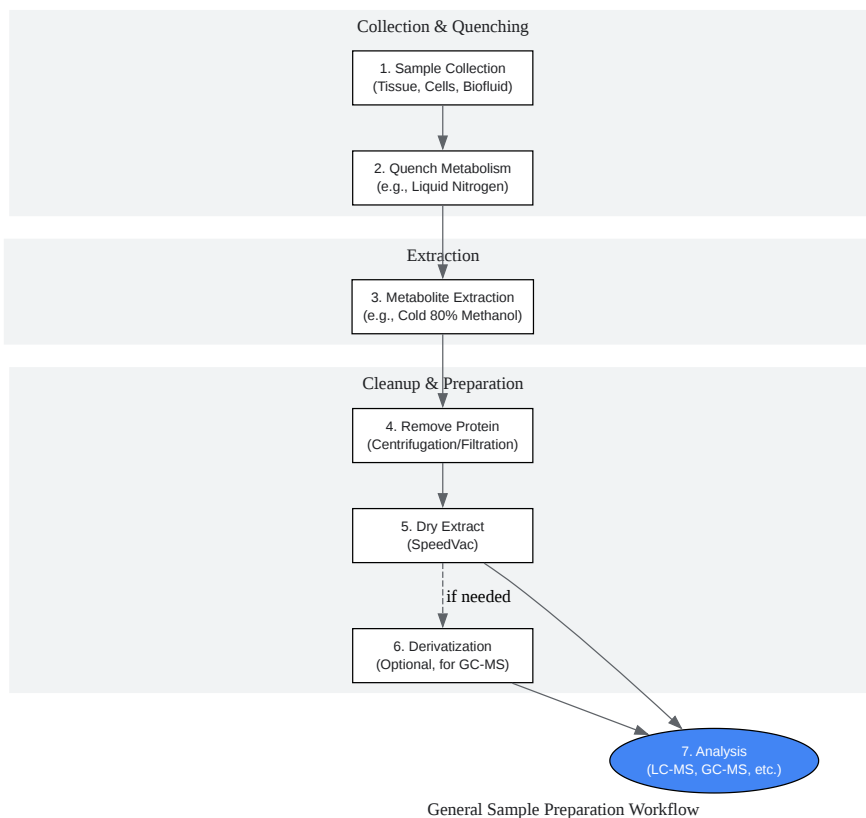 Collection & Quenching
1. Sample Collection
(Tissue, Cells, Biofluid)
2. Quench Metabolism
(e.g., Liquid Nitrogen)
Extraction
3. Metabolite Extraction
(e.g., Cold 80% Methanol)
Cleanup & Preparation
4. Remove Protein
(Centrifugation/Filtration)
5. Dry Extract
(SpeedVac)
if needed
6. Derivatization
(Optional, for GC-MS)
7. Analysis
(LC-MS, GC-MS, etc.)
General Sample Preparation Workflow